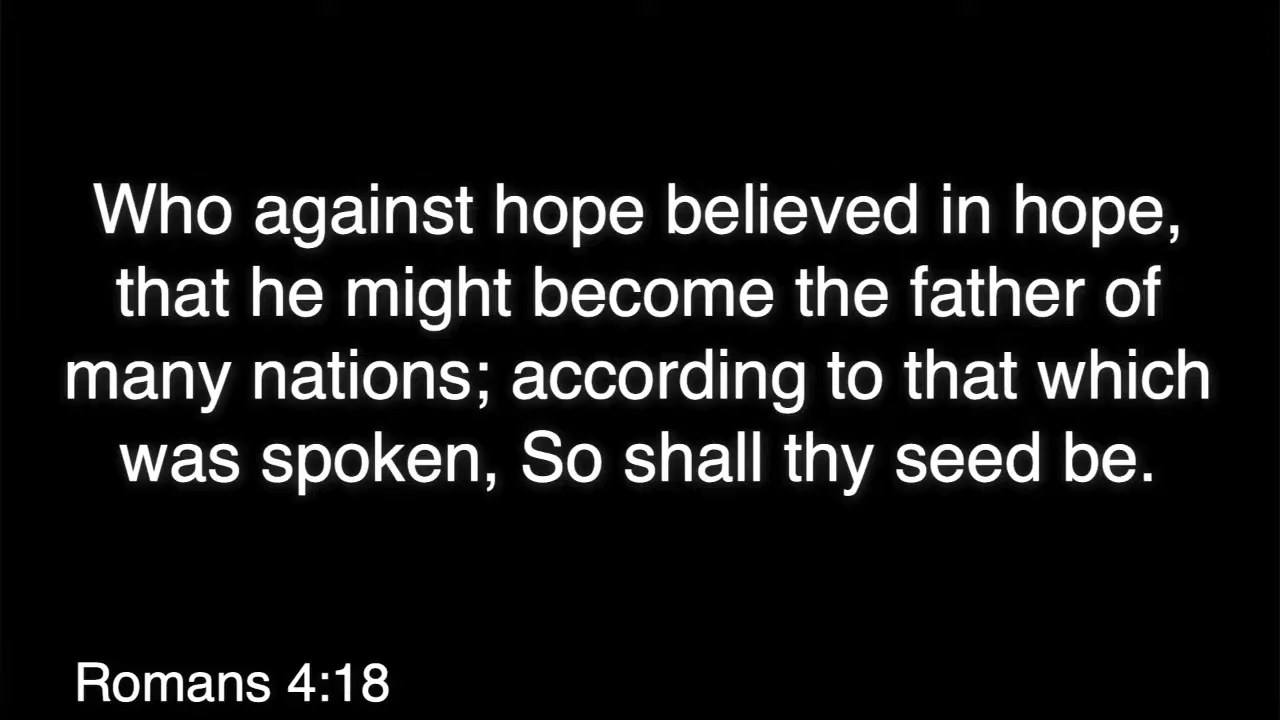 Who against hope believed in hope,
that he might become the father of
many nations; according to that which
was spoken, So shall thy seed be.
Romans 4:18